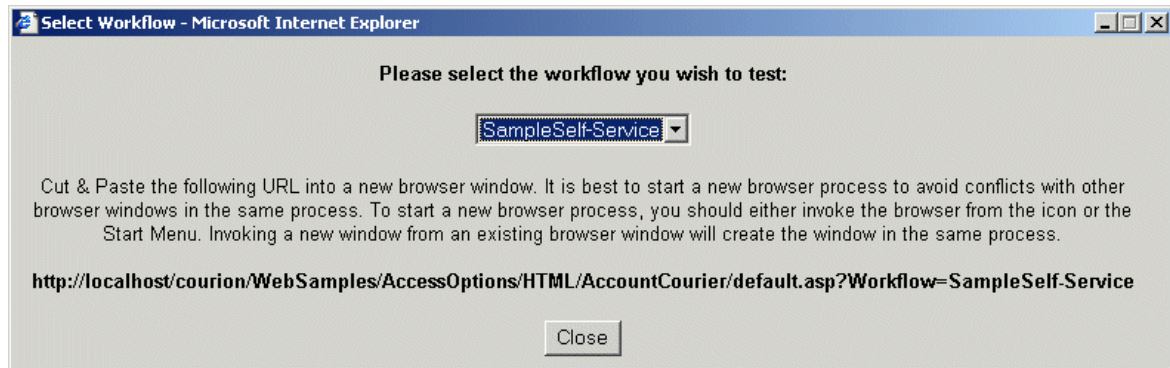 Select Workflow - Microsoft Internet Explorer
Please select the workflow you wish to test:
SampleSelf-Service
Cut & Paste the following URL into a new browser window. It is best to start a new browser process to avoid conflicts with other
browser windows in the same process. To start a new browser process, you should either invoke the browser from the icon or the
Start Menu. Invoking a new window from an existing browser window will create the window in the same process.
http://localhost/courion/WebSamples/AccessOptions/HTML/AccountCourier/default.asp?Workflow=SampleSelf-Service
Close